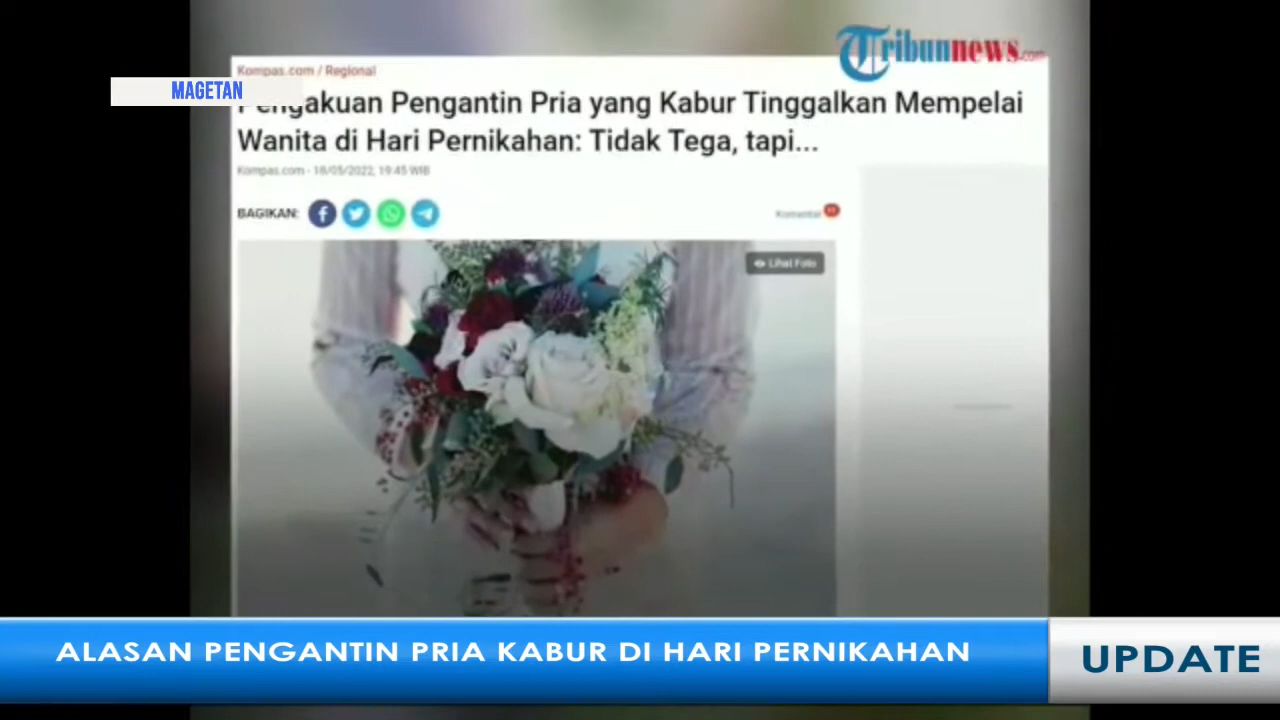 Tribunnews.com
Kompas.com / Regional
MAGETAN
Pengakuan Pengantin Pria yang Kabur Tinggalkan Mempelai
Wanita di Hari Pernikahan: Tidak Tega, tapi...
Kompas.com - 18/05/2022, 19:45 WIB
BAGIKAN:
Komentar
Lihat Foto
ALASAN PENGANTIN PRIA KABUR DI HARI PERNIKAHAN
UPDATE